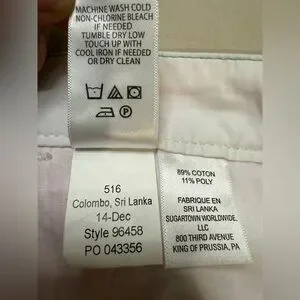 MACHINE WASH COLD
NON-CHLORINE BLEACH
IF NEEDED
TUMBLE DRY LOW
TOUCH UP WITH
COOL IRON IF NEEDED
OR DRY CLEAN
516
Colombo, Sri Lanka
14-Dec
Style 96458
PO 043356
89% COTON
11% POLY
FABRIQUE EN
SRI LANKA
SUGARTOWN WORLDWIDE,
LLC
800 THIRD AVENUE
KING OF PRUSSIA, PA